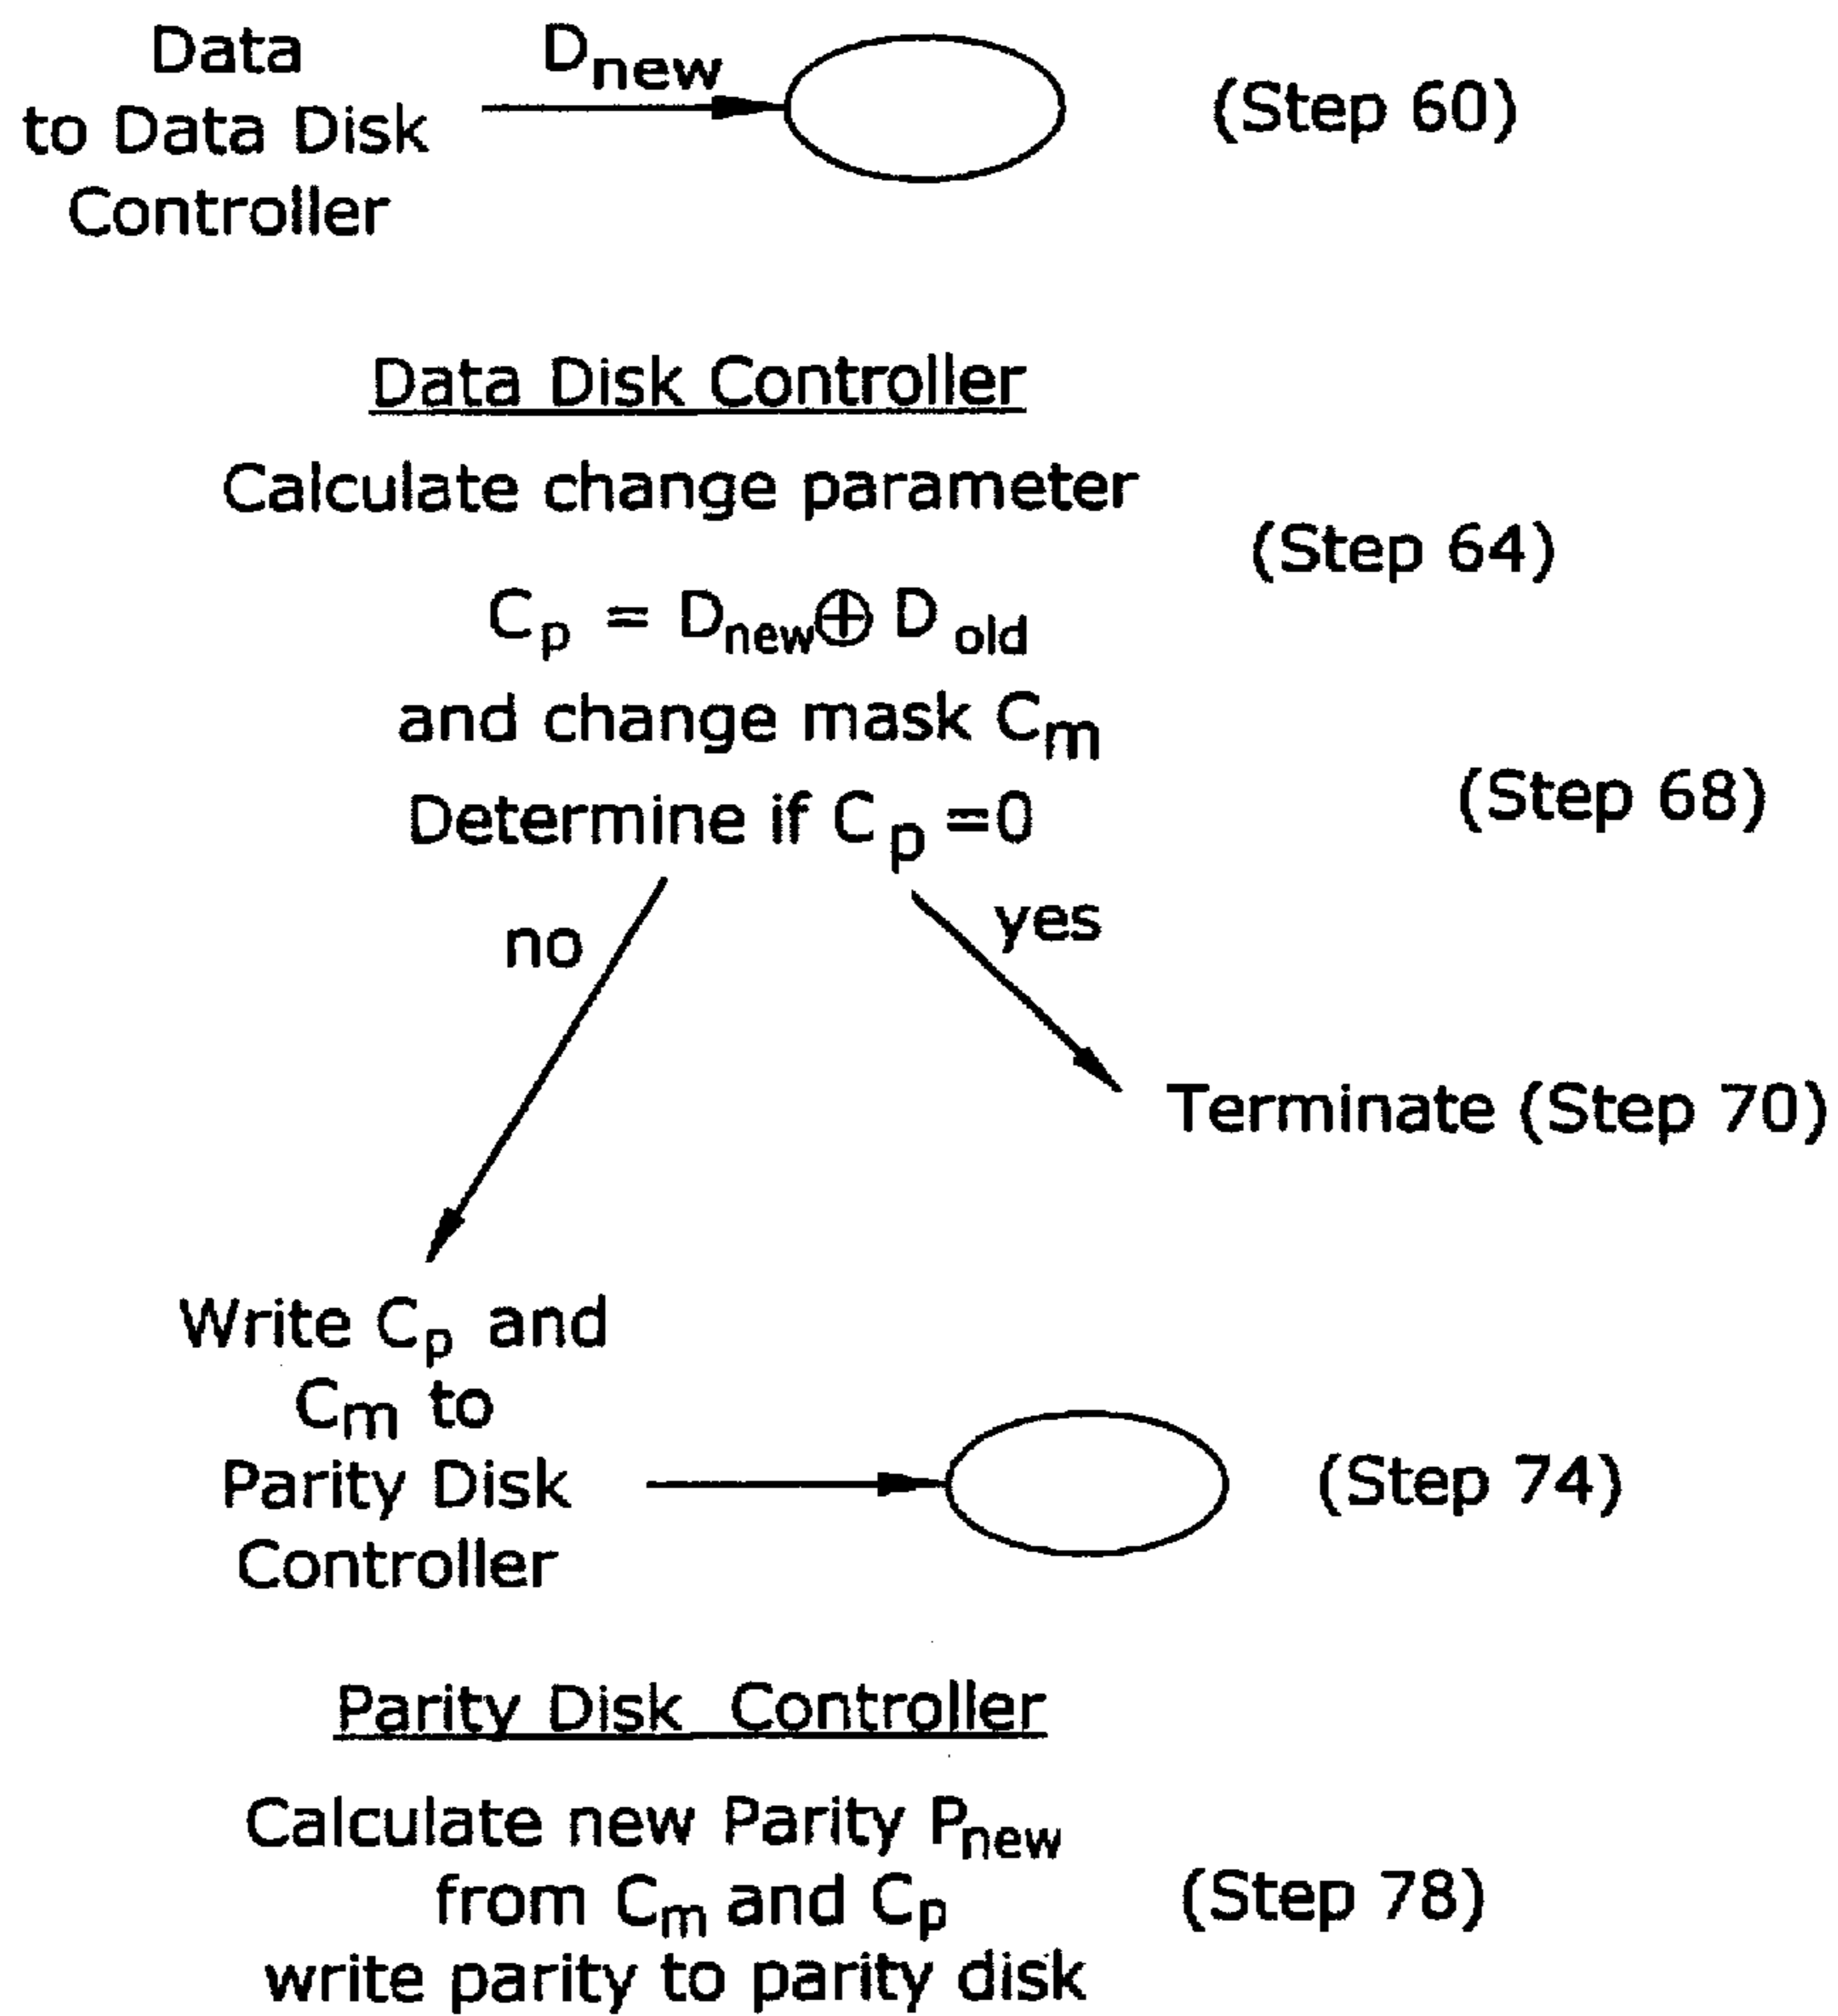 Data
to Data Disk
Controller
Dnew
(Step 60)
Data Disk Controller
Calculate change parameter
(Step 64)
Cp = Dnew⊕ Dold
and change mask Cm
Determine if Cp =0
(Step 68)
no
yes
Terminate (Step 70)
Write Cp and
Cm to
Parity Disk
Controller
(Step 74)
Parity Disk Controller
Calculate new Parity Pnew
from Cm and Cp
(Step 78)
write parity to parity disk